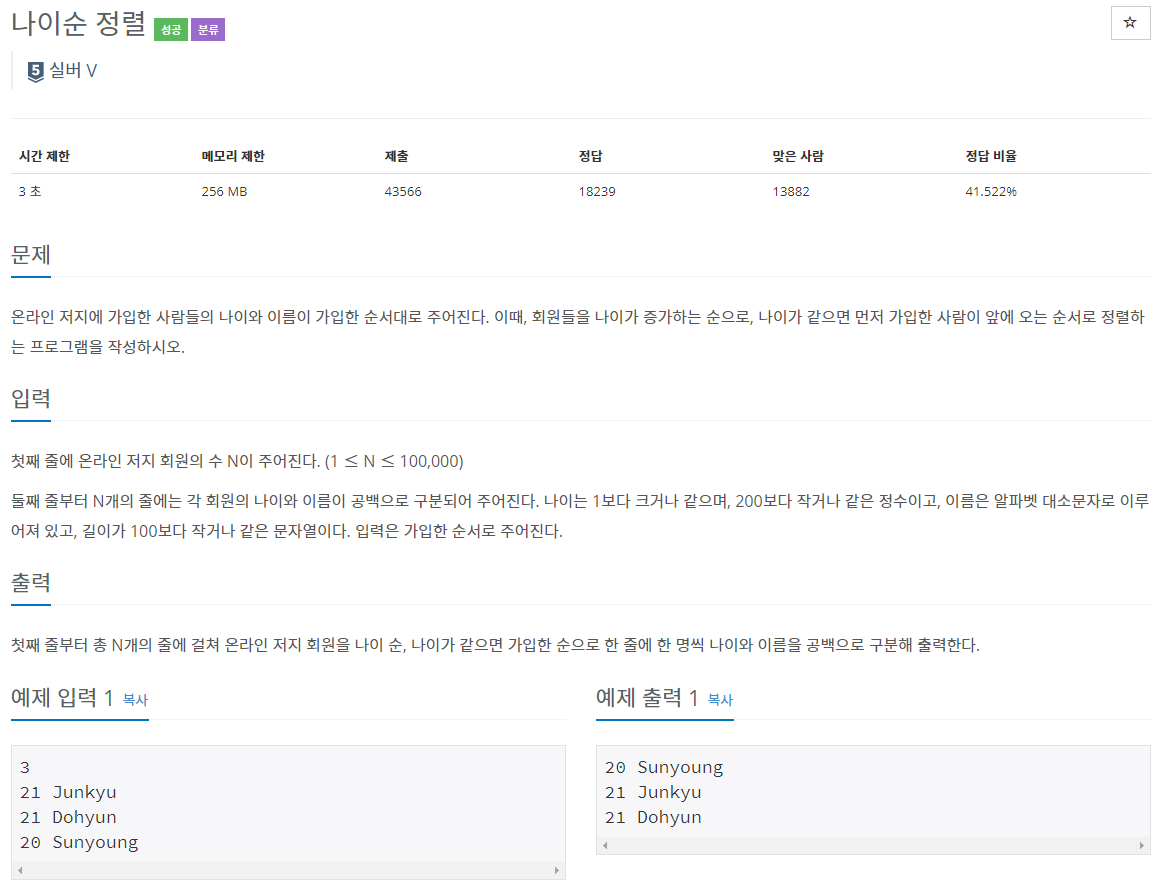 나이순 정렬 성공 분류
☆
5 실버 V
시간 제한 메모리 제한 제출 정답 맞은 사람 정답 비율
3 초 256 MB 43566 18239 13882 41.522%
문제
온라인 저지에 가입한 사람들의 나이와 이름이 가입한 순서대로 주어진다. 이때, 회원들을 나이가 증가하는 순으로, 나이가 같으면 먼저 가입한 사람이 앞에 오는 순서로 정렬하
는 프로그램을 작성하시오.
입력
첫째 줄에 온라인 저지 회원의 수 N이 주어진다. (1 ≤ N ≤ 100,000)
둘째 줄부터 N개의 줄에는 각 회원의 나이와 이름이 공백으로 구분되어 주어진다. 나이는 1보다 크거나 같으며, 200보다 작거나 같은 정수이고, 이름은 알파벳 대소문자로 이루
어져 있고, 길이가 100보다 작거나 같은 문자열이다. 입력은 가입한 순서로 주어진다.
출력
첫째 줄부터 총 N개의 줄에 걸쳐 온라인 저지 회원을 나이 순, 나이가 같으면 가입한 순으로 한 줄에 한 명씩 나이와 이름을 공백으로 구분해 출력한다.
예제 입력 1 복사
3
21 Junkyu
21 Dohyun
20 Sunyoung
예제 출력 1 복사
20 Sunyoung
21 Junkyu
21 Dohyun